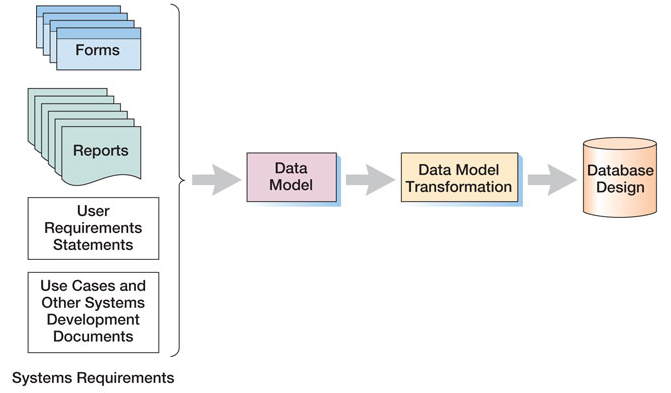 Forms
Reports
User
Requirements
Statements
Use Cases and
Other Systems
Development
Documents
Systems Requirements
Data
Model
Data Model
Transformation
Database
Design